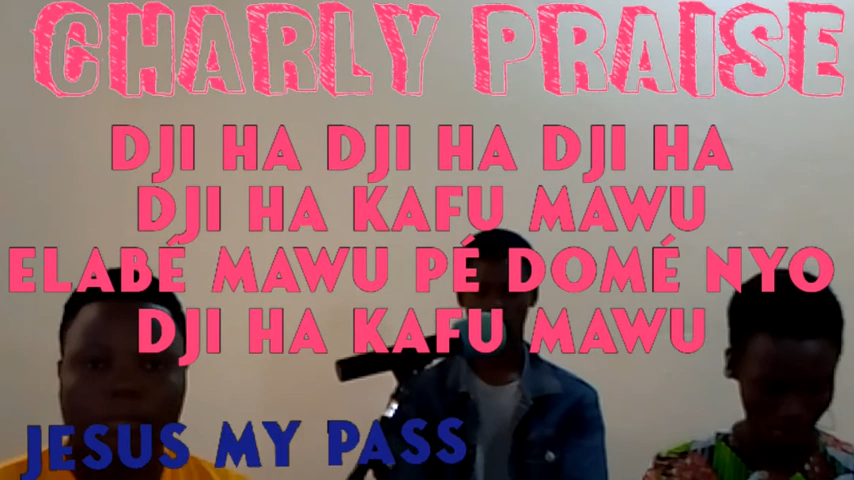 CHARLY PRAISE
DJI HA DJI HA DJI HA
DJI HA KAFU MAWU
ELABÉ MAWU PÉ DOMÉ NYO
DJI HA KAFU MAWU
JESUS MY PASS